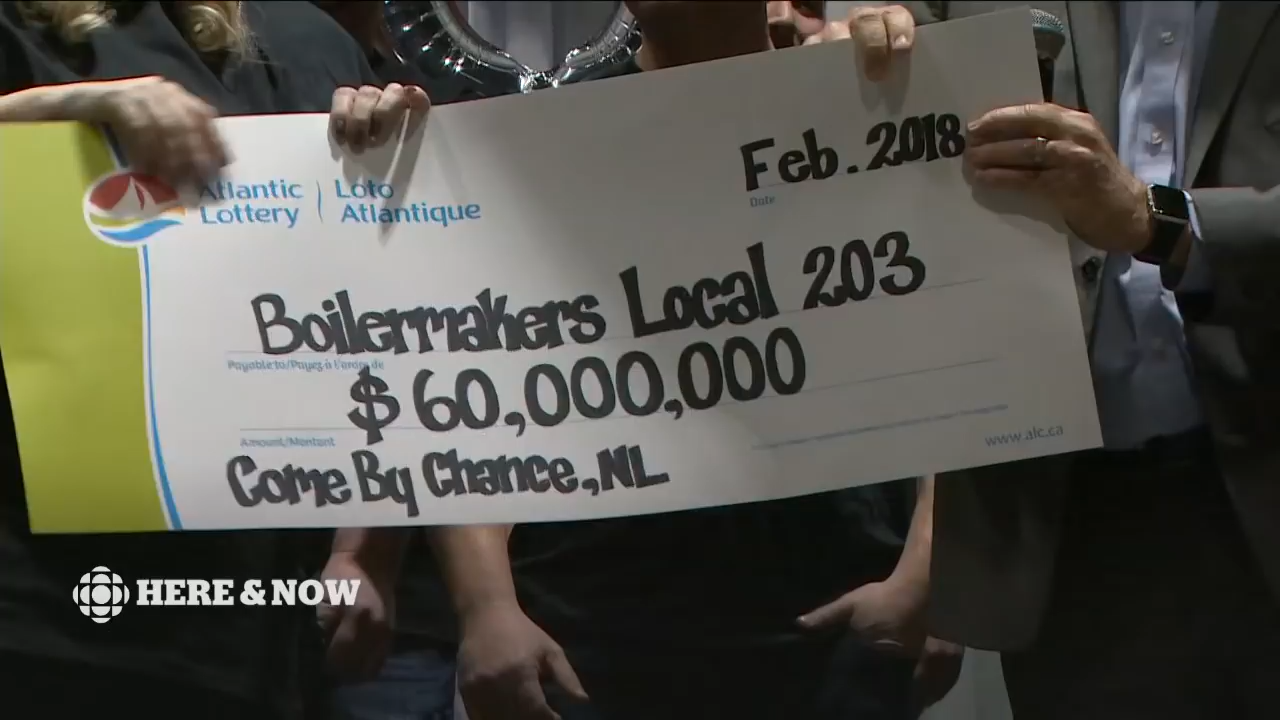 Feb. 2018
Date
Atlantic Lottery | Loto Atlantique
Boilermakers Local 203
Payable to/Payez à l'ordre de
$60,000,000
Amount/Montant
www.alc.ca
Come By Chance, NL
HERE & NOW